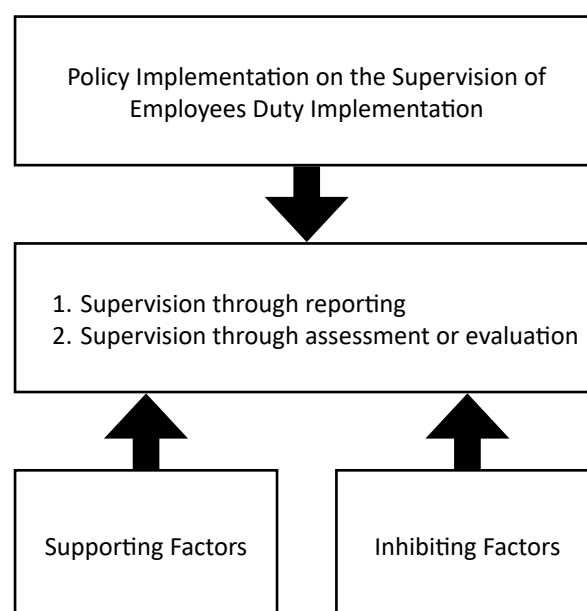 Policy Implementation on the Supervision of
Employees Duty Implementation
1. Supervision through reporting
2. Supervision through assessment or evaluation
Supporting Factors
Inhibiting Factors